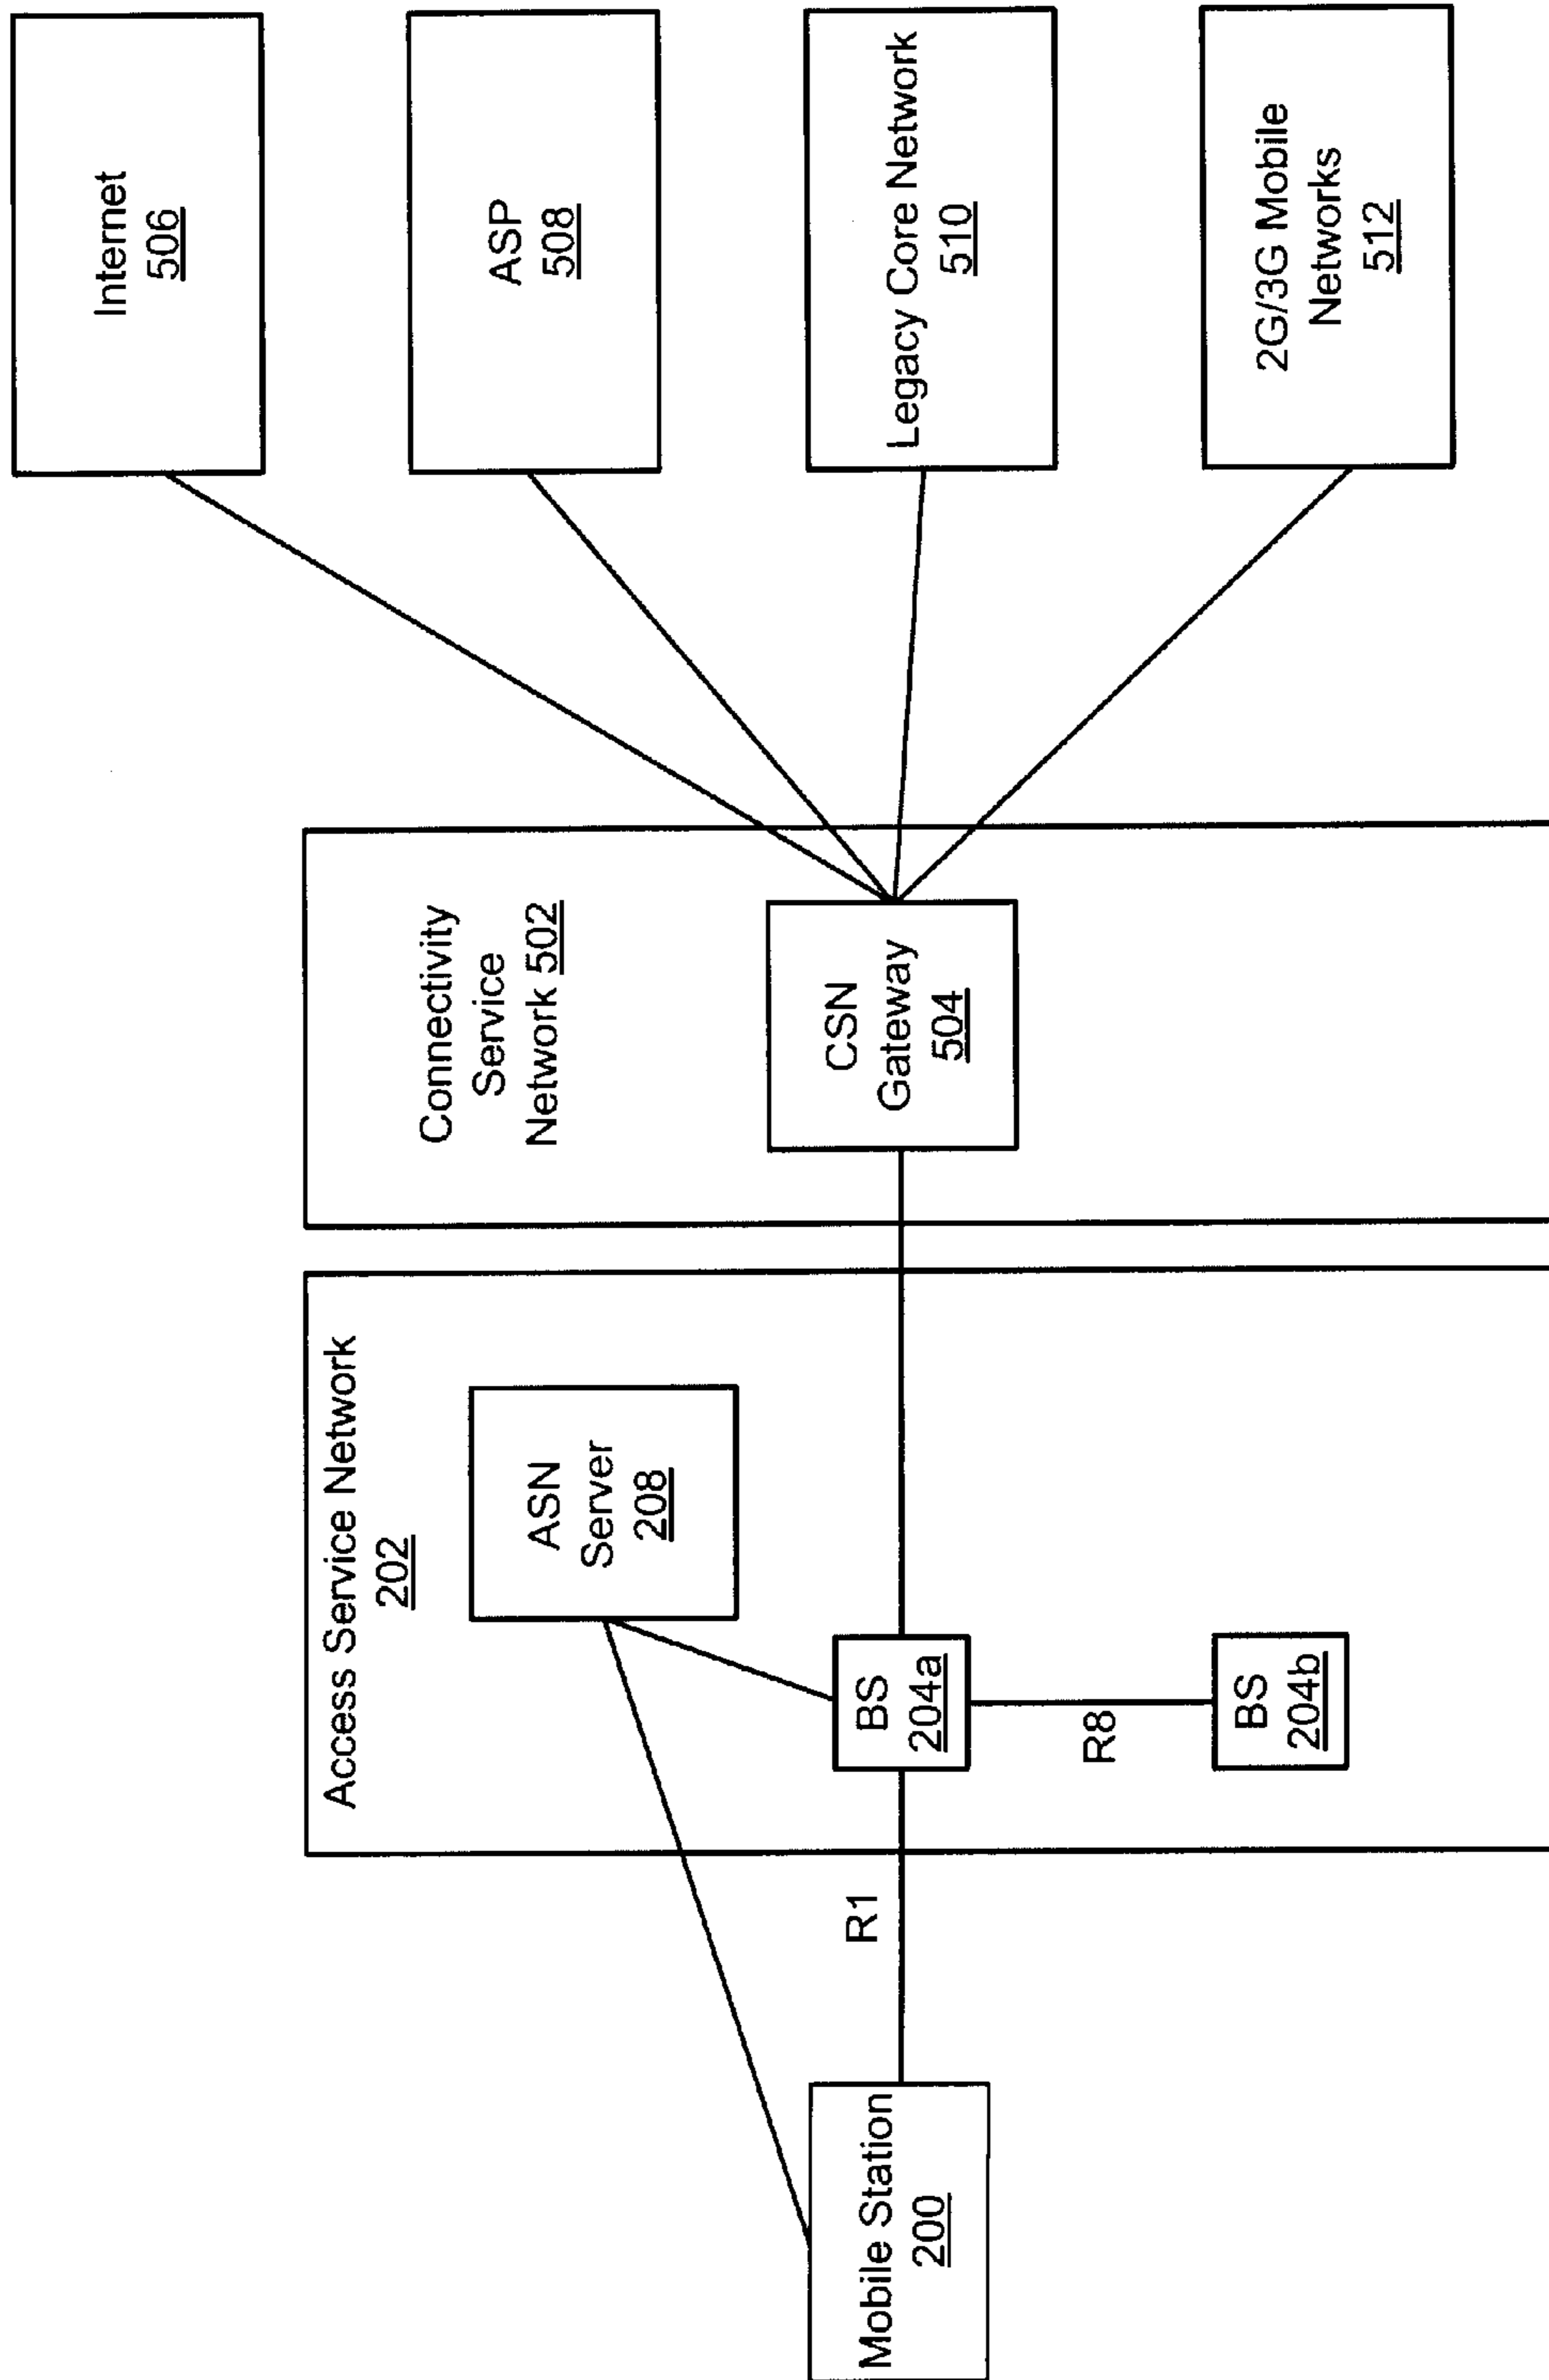 Internet
506
ASP
508
Legacy Core Network
510
2G/3G Mobile
Networks
512
Connectivity
Service
Network 502
CSN
Gateway
504
Access Service Network
202
ASN
Server
208
BS
204a
R8
BS
204b
R1
Mobile Station
200